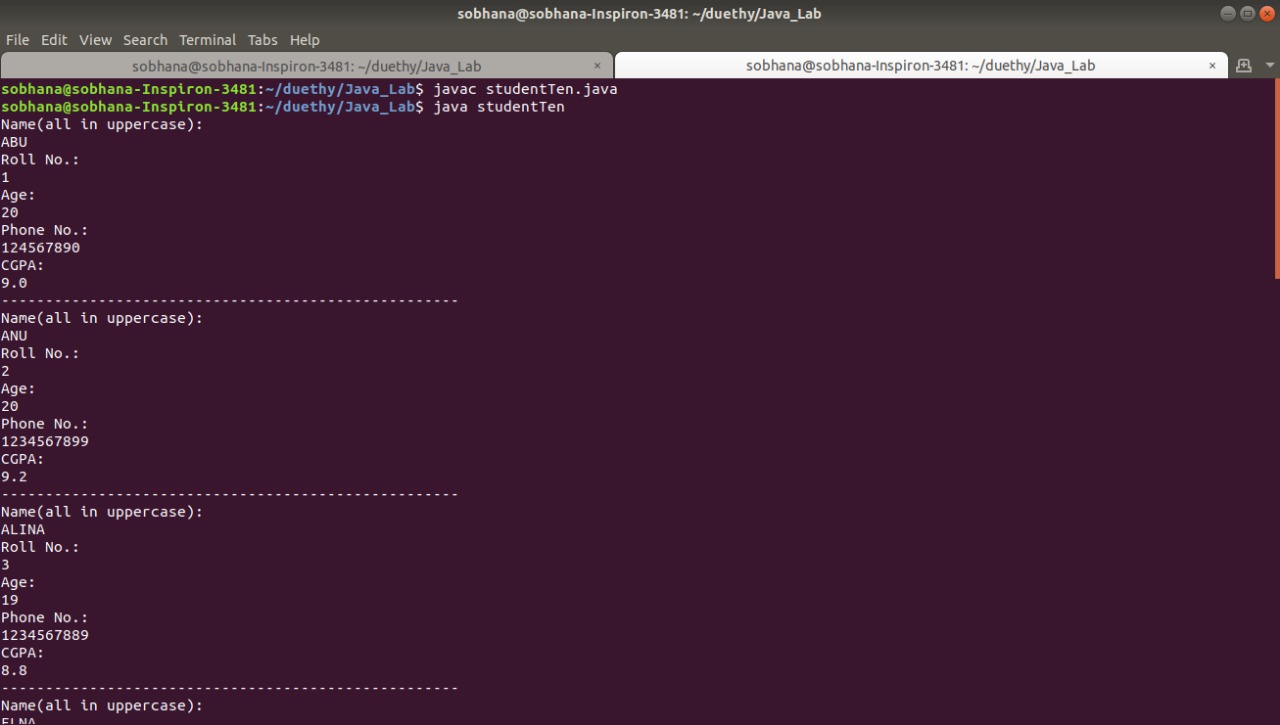 sobhana@sobhana-Inspiron-3481: ~/duethy/Java_Lab
File Edit View Search Terminal Tabs Help
sobhana@sobhana-Inspiron-3481: ~/duethy/Java_Lab × sobhana@sobhana-Inspiron-3481: ~/duethy/Java_Lab ×
sobhana@sobhana-Inspiron-3481:~/duethy/Java_Lab$ javac studentTen.java
sobhana@sobhana-Inspiron-3481:~/duethy/Java_Lab$ java studentTen
Name(all in uppercase):
ABU
Roll No.:
1
Age:
20
Phone No.:
124567890
CGPA:
9.0
----------------------------------------------------
Name(all in uppercase):
ANU
Roll No.:
2
Age:
20
Phone No.:
1234567899
CGPA:
9.2
----------------------------------------------------
Name(all in uppercase):
ALINA
Roll No.:
3
Age:
19
Phone No.:
1234567889
CGPA:
8.8
----------------------------------------------------
Name(all in uppercase):